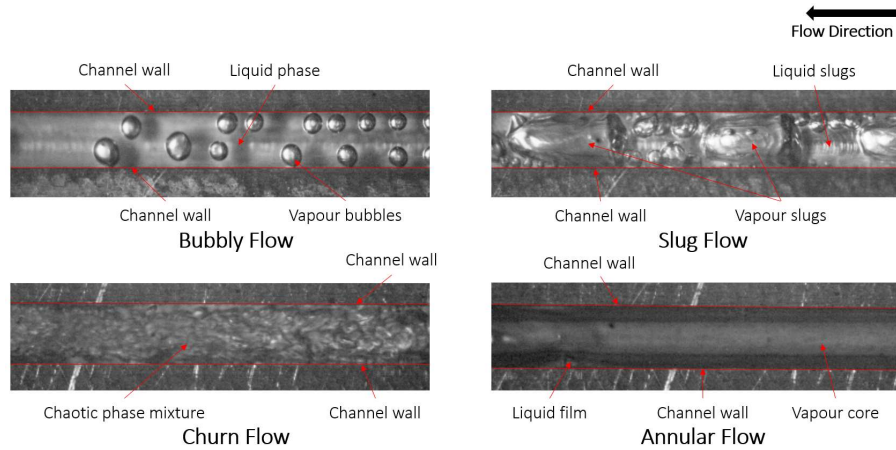 Flow Direction
Channel wall
Liquid phase
Channel wall
Vapour bubbles
Bubbly Flow
Channel wall
Liquid slugs
Channel wall
Vapour slugs
Slug Flow
Channel wall
Chaotic phase mixture
Channel wall
Churn Flow
Channel wall
Liquid film
Channel wall
Vapour core
Annular Flow